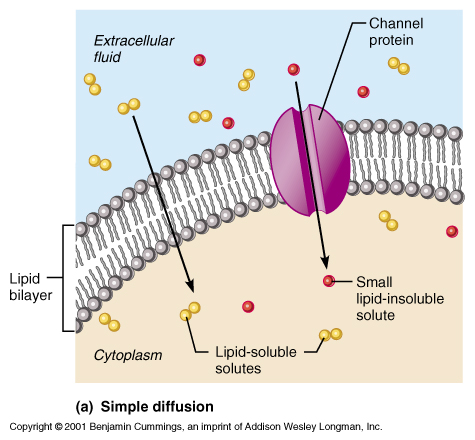 Extracellular
fluid
Channel
protein
Lipid
bilayer
Small
lipid-insoluble
solute
Cytoplasm
Lipid-soluble
solutes
(a) Simple diffusion
Copyright © 2001 Benjamin Cummings, an imprint of Addison Wesley Longman, Inc.